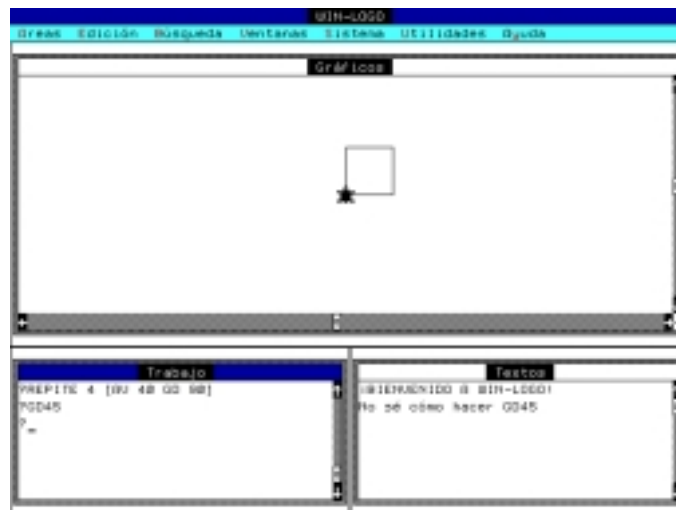 WIN-LOGO
Areas Edición Búsqueda Ventanas Sistema Utilidades Ayuda
Gráficos
Trabajo
?REPITE 4 [AV 40 GD 90]
?GD45
?_
Textos
¡BIENVENIDO A WIN-LOGO!
No sé cómo hacer GD45